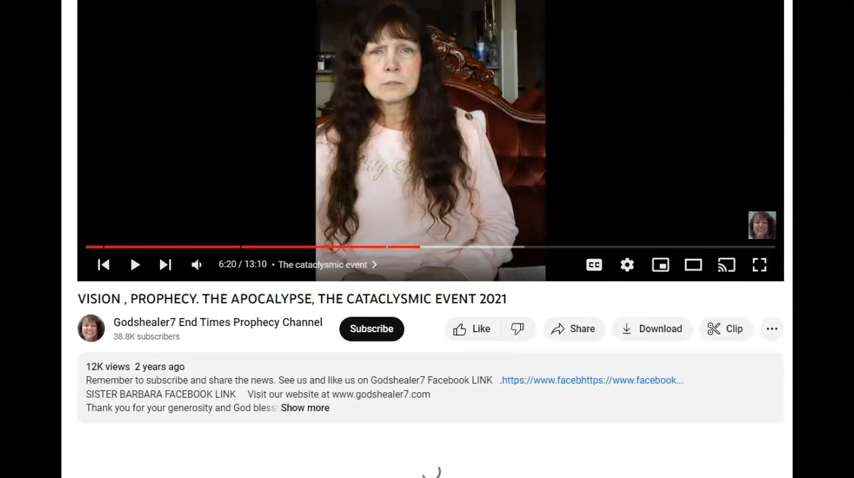 6:20 / 13:10 • The cataclysmic event
VISION , PROPHECY. THE APOCALYPSE, THE CATACLYSMIC EVENT 2021
Godshealer7 End Times Prophecy Channel
38.8K subscribers
Subscribe
Like
Share
Download
Clip
12K views 2 years ago
Remember to subscribe and share the news. See us and like us on Godshealer7 Facebook LINK .https://www.facebhttps://www.facebook...
SISTER BARBARA FACEBOOK LINK Visit our website at www.godshealer7.com
Thank you for your generosity and God bless Show more